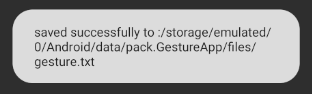 saved successfully to :/storage/emulated/
0/Android/data/pack.GestureApp/files/
gesture.txt